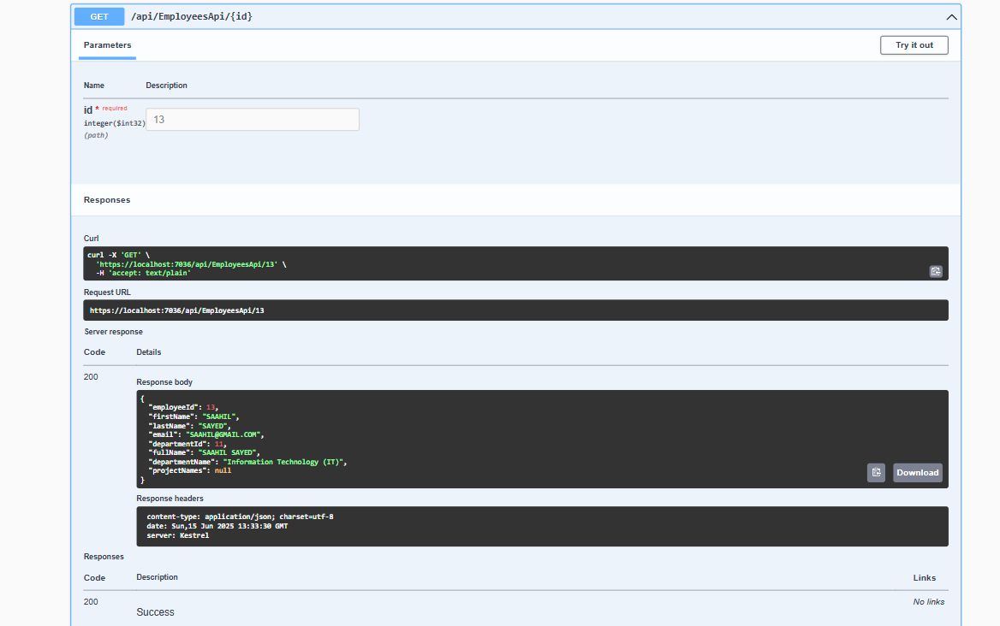 GET /api/EmployeesApi/{id}
Parameters
Try it out
Name Description
id * required
integer($int32)
(path)
13
Responses
Curl
curl -X 'GET' \
'https://localhost:7036/api/EmployeesApi/13' \
-H 'accept: text/plain'
Request URL
https://localhost:7036/api/EmployeesApi/13
Server response
Code Details
200
Response body
{
"employeeId": 13,
"firstName": "SAAHIL",
"lastName": "SAYED",
"email": "SAAHIL@GMAIL.COM",
"departmentId": 11,
"fullName": "SAAHIL SAYED",
"departmentName": "Information Technology (IT)",
"projectNames": null
}
Download
Response headers
content-type: application/json; charset=utf-8
date: Sun,15 Jun 2025 13:33:30 GMT
server: Kestrel
Responses
Code Description Links
200 No links
Success